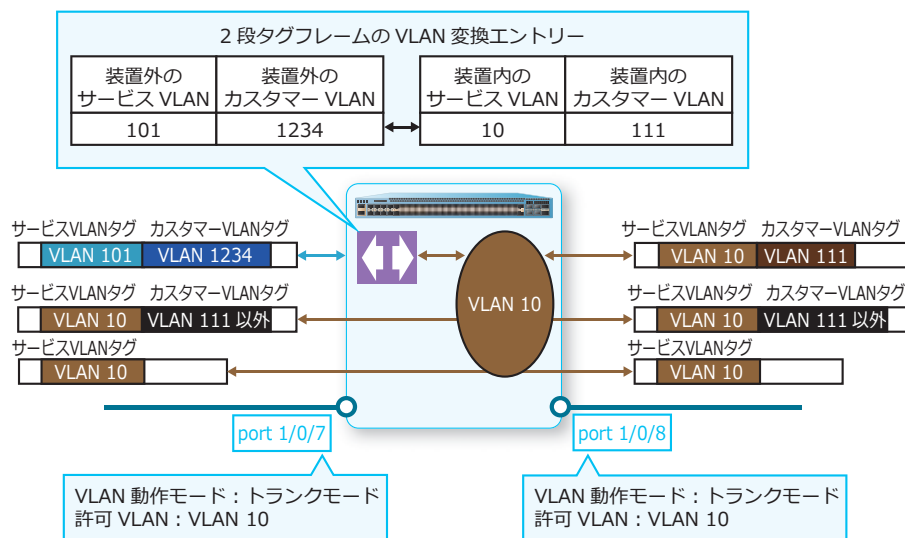 2 段タグフレームの VLAN 変換エントリー
装置外の
サービス VLAN
装置外の
カスタマー VLAN
装置内の
サービス VLAN
装置内の
カスタマー VLAN
101
1234
10
111
サービスVLANタグ カスタマーVLANタグ
VLAN 101 VLAN 1234
サービスVLANタグ カスタマーVLANタグ
VLAN 10 VLAN 111 以外
サービスVLANタグ
VLAN 10
VLAN 10
サービスVLANタグ カスタマーVLANタグ
VLAN 10 VLAN 111
サービスVLANタグ カスタマーVLANタグ
VLAN 10 VLAN 111 以外
サービスVLANタグ
VLAN 10
port 1/0/7
port 1/0/8
VLAN 動作モード：トランクモード
許可 VLAN：VLAN 10
VLAN 動作モード：トランクモード
許可 VLAN：VLAN 10